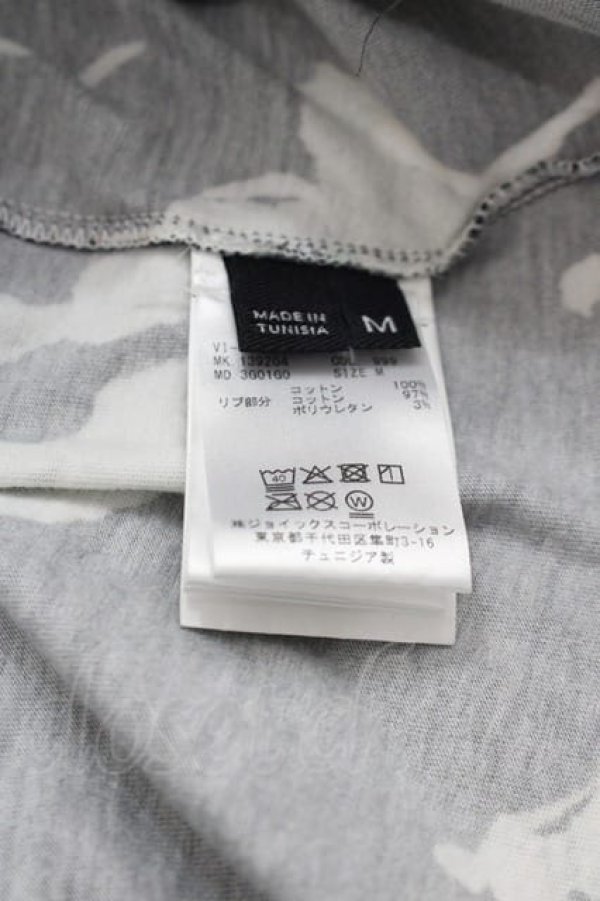 MADE IN
TUNISIA
M
V1-
MK 139204 COL 999
MD 300160 SIZE M
コットン 100%
リブ部分 コットン 97%
ポリウレタン 3%
40
W
株ジョイックスコーポレーション
東京都千代田区隼町3-16
チュニジア製